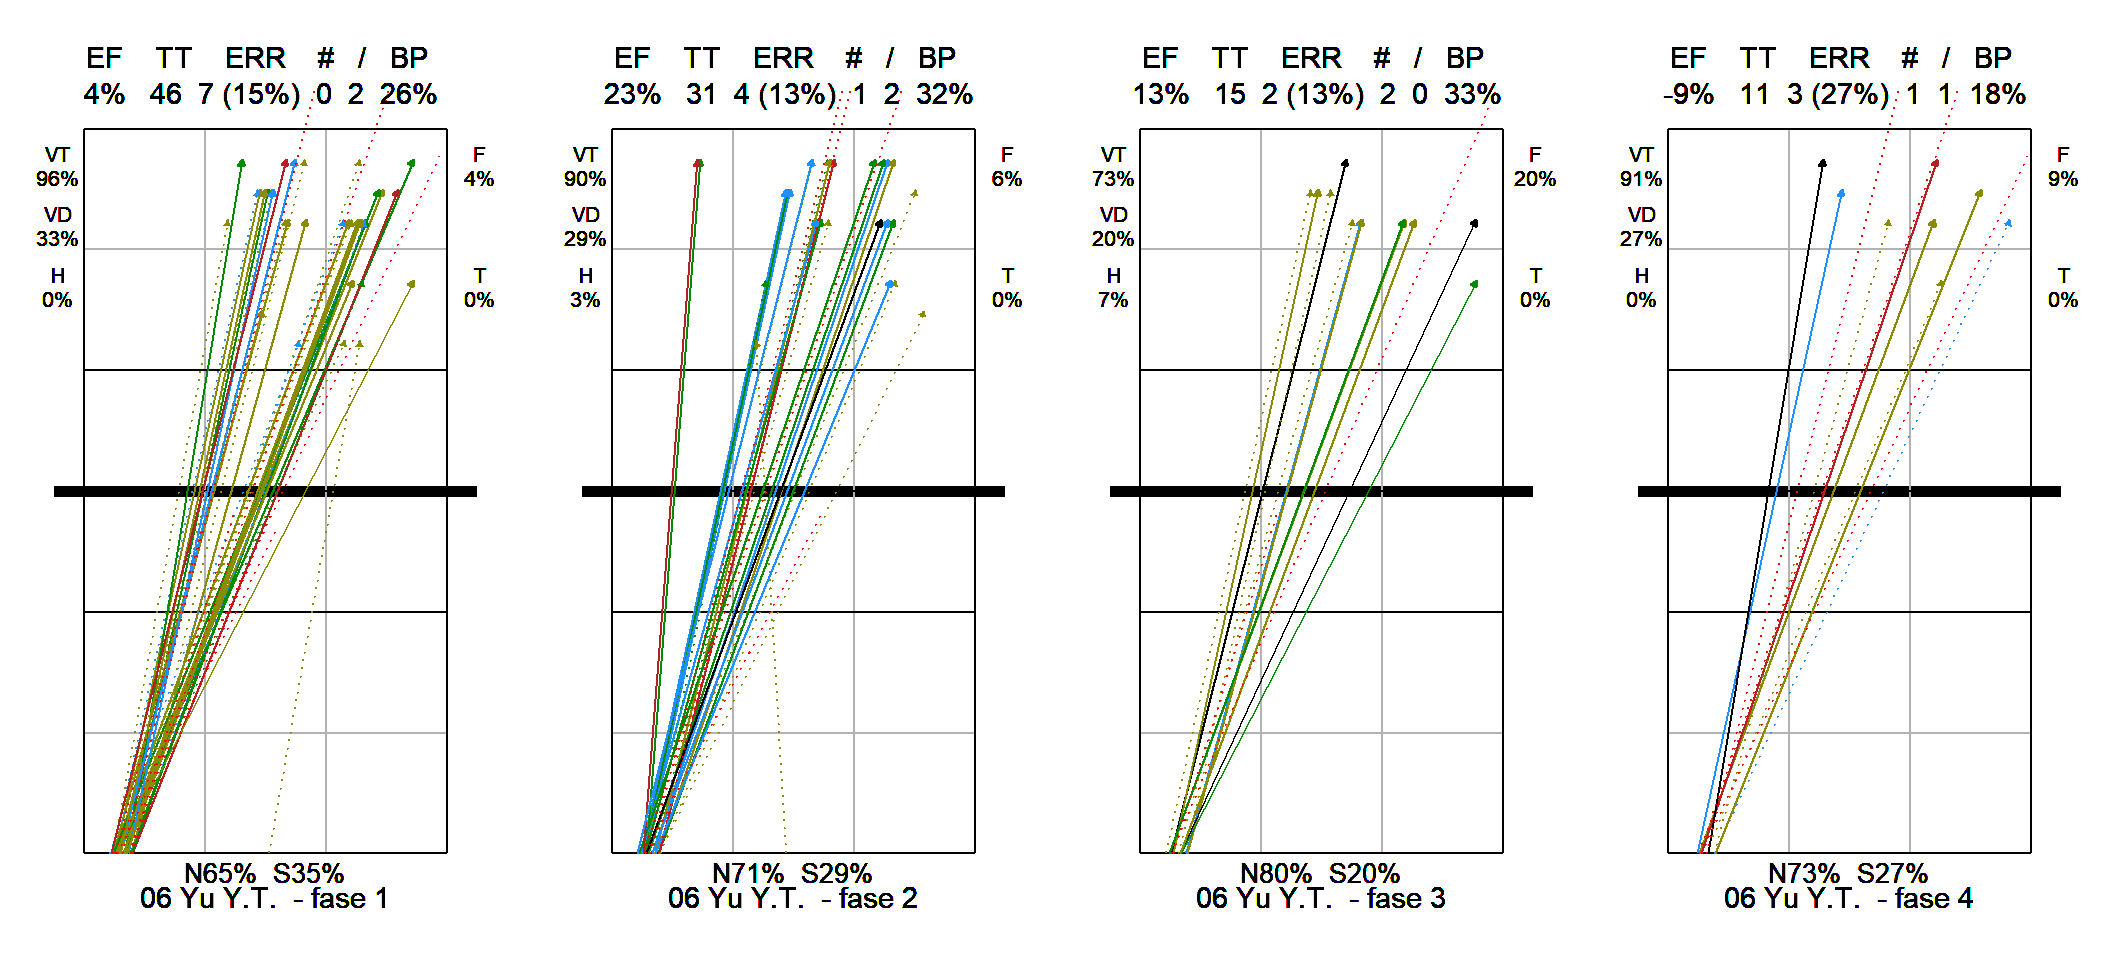 EF TT ERR # / BP
4% 46 7 (15%) 0 2 26%
VT
96%
VD
33%
H
0%
F
4%
T
0%
N65% S35%
06 Yu Y.T. - fase 1
EF TT ERR # / BP
23% 31 4 (13%) 1 2 32%
VT
90%
VD
29%
H
3%
F
6%
T
0%
N71% S29%
06 Yu Y.T. - fase 2
EF TT ERR # / BP
13% 15 2 (13%) 2 0 33%
VT
73%
VD
20%
H
7%
F
20%
T
0%
N80% S20%
06 Yu Y.T. - fase 3
EF TT ERR # / BP
-9% 11 3 (27%) 1 1 18%
VT
91%
VD
27%
H
0%
F
9%
T
0%
N73% S27%
06 Yu Y.T. - fase 4